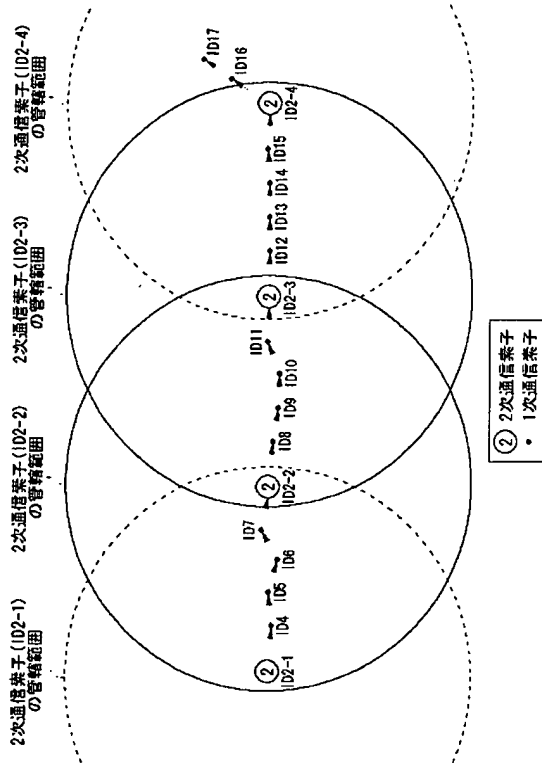 2次通信素子(ID2-1)
の管轄範囲
2次通信素子(ID2-2)
の管轄範囲
2次通信素子(ID2-3)
の管轄範囲
2次通信素子(ID2-4)
の管轄範囲
②
ID2-1
ID4
ID5
ID6
ID7
②
ID2-2
ID8
ID9
ID10
ID11
②
ID2-3
ID12
ID13
ID14
ID15
②
ID2-4
ID16
ID17
② 2次通信素子
・ 1次通信素子